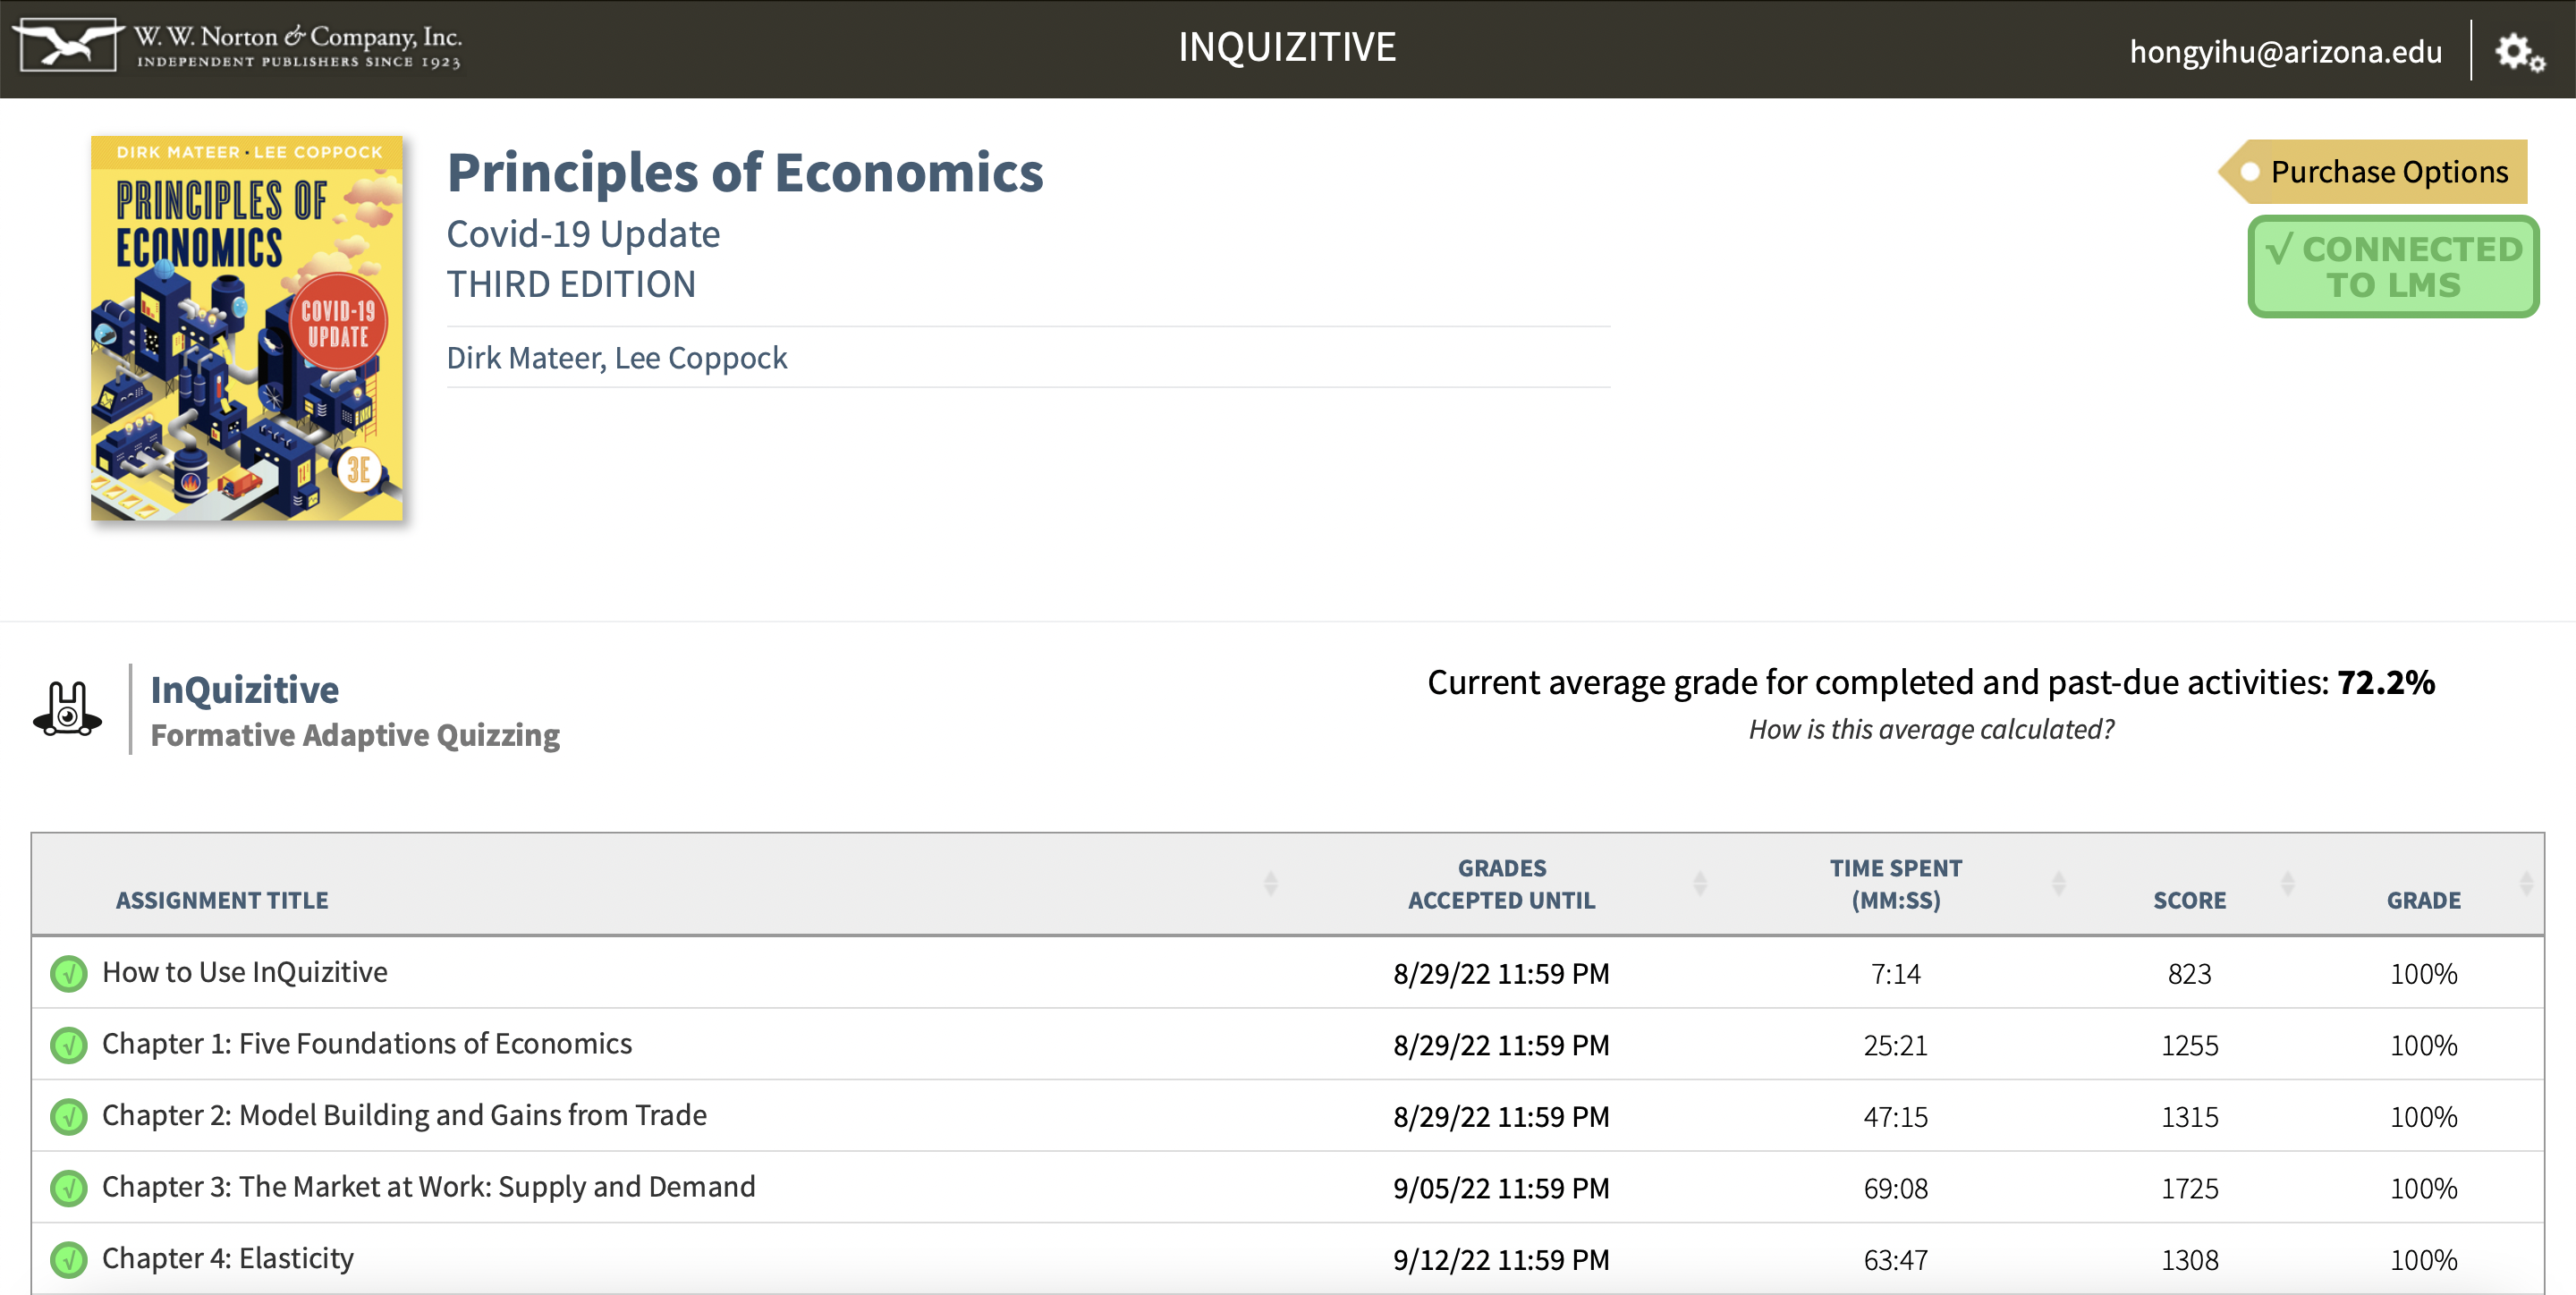 W. W. Norton & Company, Inc.
INDEPENDENT PUBLISHERS SINCE 1923
INQUIZITIVE
hongyihu@arizona.edu
DIRK MATEER · LEE COPPOCK
PRINCIPLES OF
ECONOMICS
COVID-19
UPDATE
3E
Principles of Economics
Covid-19 Update
THIRD EDITION
Dirk Mateer, Lee Coppock
Purchase Options
√ CONNECTED
TO LMS
InQuizitive
Formative Adaptive Quizzing
Current average grade for completed and past-due activities: 72.2%
How is this average calculated?
ASSIGNMENT TITLE GRADES ACCEPTED UNTIL TIME SPENT (MM:SS) SCORE GRADE
√ How to Use InQuizitive 8/29/22 11:59 PM 7:14 823 100%
√ Chapter 1: Five Foundations of Economics 8/29/22 11:59 PM 25:21 1255 100%
√ Chapter 2: Model Building and Gains from Trade 8/29/22 11:59 PM 47:15 1315 100%
√ Chapter 3: The Market at Work: Supply and Demand 9/05/22 11:59 PM 69:08 1725 100%
√ Chapter 4: Elasticity 9/12/22 11:59 PM 63:47 1308 100%